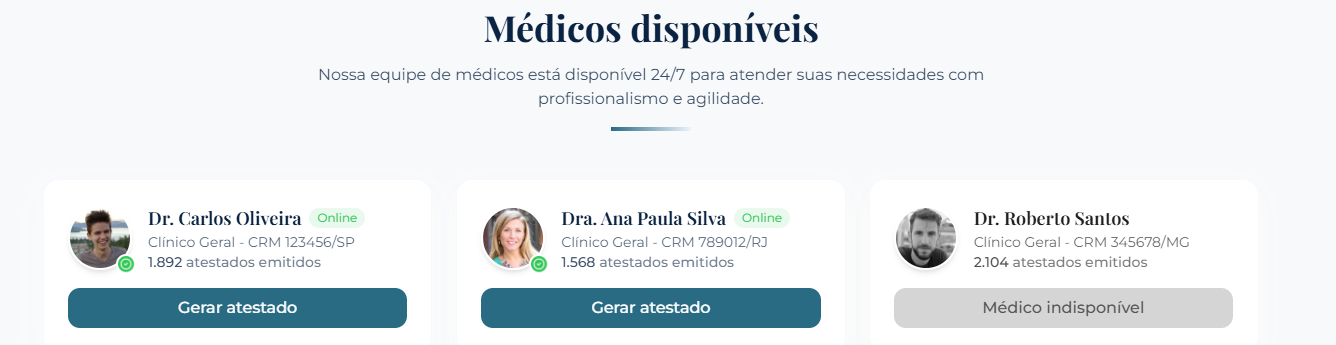 Médicos disponíveis
Nossa equipe de médicos está disponível 24/7 para atender suas necessidades com
profissionalismo e agilidade.
Dr. Carlos Oliveira Online
Clínico Geral - CRM 123456/SP
1.892 atestados emitidos
Gerar atestado
Dra. Ana Paula Silva Online
Clínico Geral - CRM 789012/RJ
1.568 atestados emitidos
Gerar atestado
Dr. Roberto Santos
Clínico Geral - CRM 345678/MG
2.104 atestados emitidos
Médico indisponível